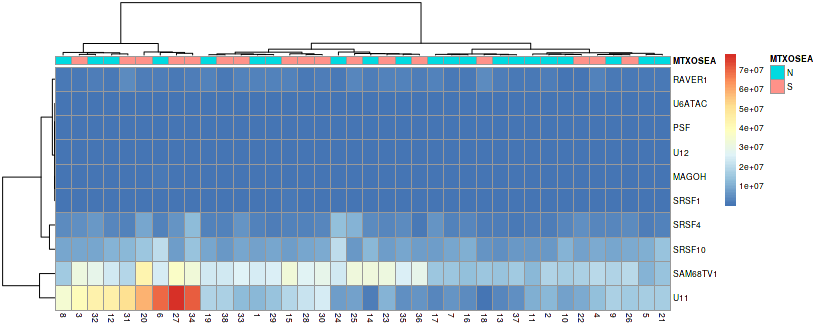 MTXOSEA
RAVER1
U6ATAC
PSF
U12
MAGOH
SRSF1
SRSF4
SRSF10
SAM68TV1
U11
8 3 32 12 31 20 6 27 34 19 38 33 1 29 15 28 30 24 25 14 23 35 36 17 7 16 18 13 37 11 2 10 22 4 9 26 5 21
7e+07
6e+07
5e+07
4e+07
3e+07
2e+07
1e+07
MTXOSEA
N
S